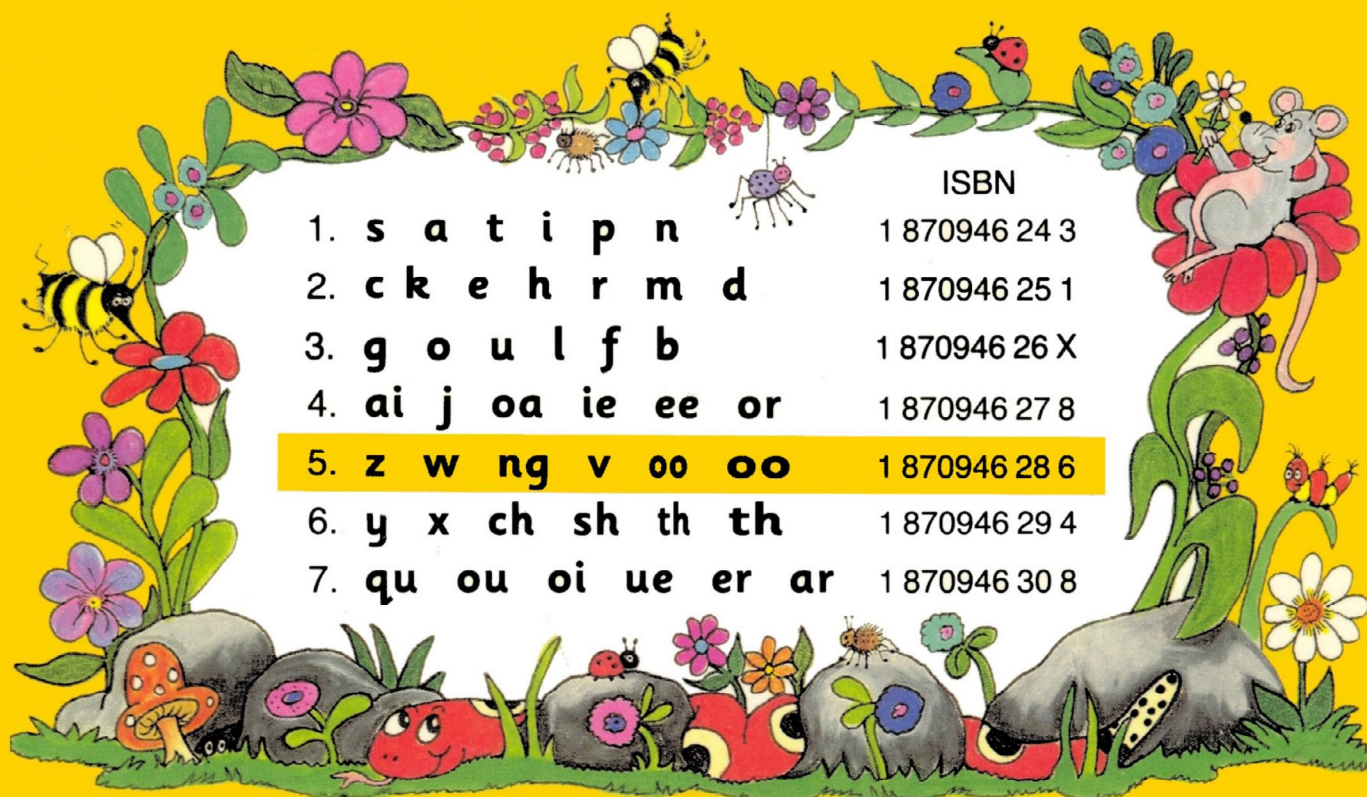 ISBN
1. s a t i p n 1 870946 24 3
2. c k e h r m d 1 870946 25 1
3. g o u l f b 1 870946 26 X
4. ai j oa ie ee or 1 870946 27 8
5. z w ng v oo oo 1 870946 28 6
6. y x ch sh th th 1 870946 29 4
7. qu ou oi ue er ar 1 870946 30 8